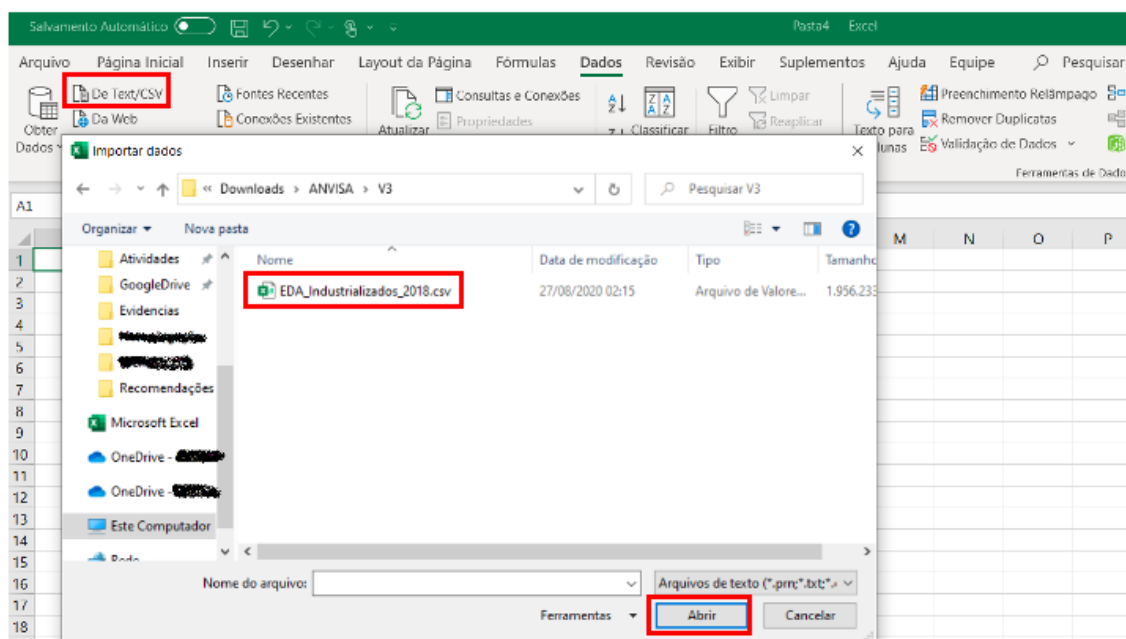 Salvamento Automático
Pasta4 Excel
Arquivo Página Inicial Inserir Desenhar Layout da Página Fórmulas Dados Revisão Exibir Suplementos Ajuda Equipe Pesquisar
De Text/CSV Fontes Recentes Consultas e Conexões Limpar Preenchimento Relâmpago
Da Web Conexões Existentes Propriedades Reaplicar Remover Duplicatas
Obter Atualizar Classificar Filtro Texto para
Dados lunas Validação de Dados
Importar dados
Ferramentas de Dado
« Downloads > ANVISA > V3
Pesquisar V3
A1
Organizar Nova pasta
M N O P
Atividades Nome Data de modificação Tipo Tamanho
GoogleDrive EDA_Industrializados_2018.csv 27/08/2020 02:15 Arquivo de Valore... 1.956.233
Evidencias
Recomendações
Microsoft Excel
OneDrive -
OneDrive -
Este Computador
Rede
Nome do arquivo: Arquivos de texto (*.prn;*.txt;*.
Ferramentas Abrir Cancelar
1
2
3
4
5
6
7
8
9
10
11
12
13
14
15
16
17
18